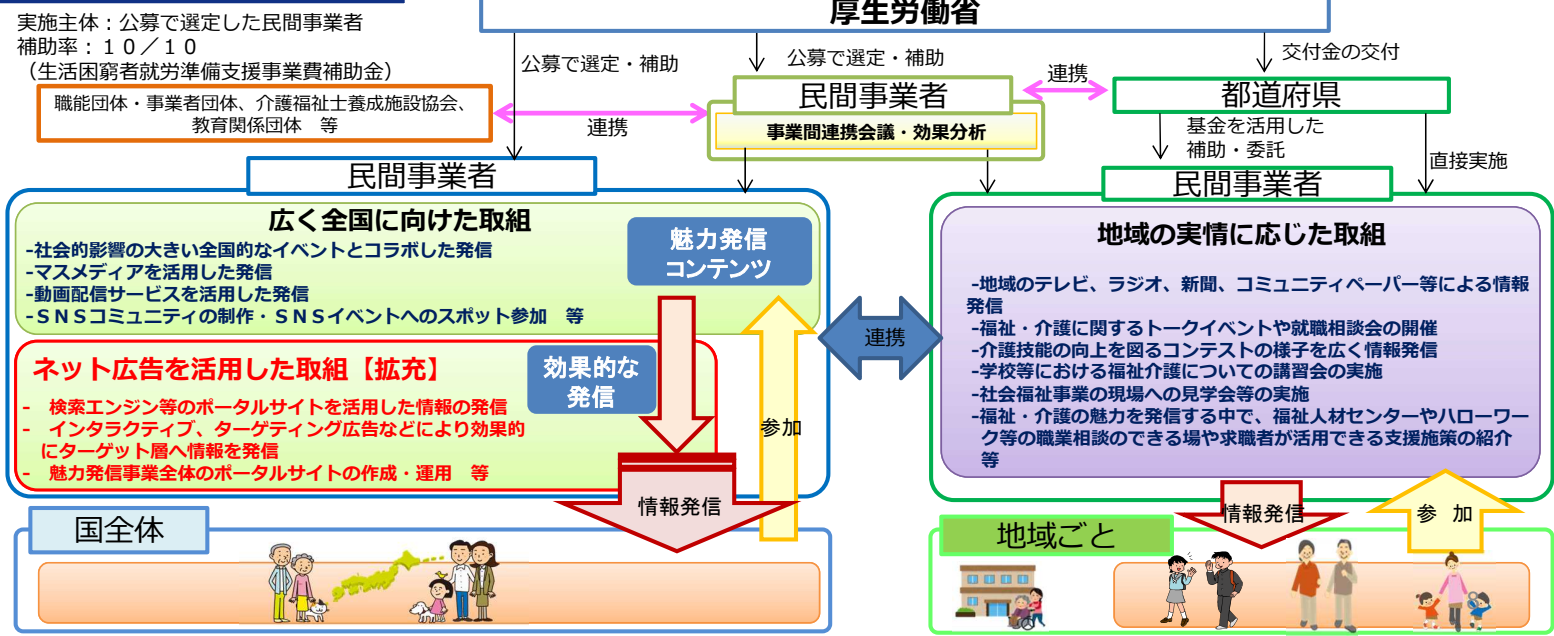 厚生労働省
実施主体：公募で選定した民間事業者
補助率：１０／１０
（生活困窮者就労準備支援事業費補助金）
公募で選定・補助
公募で選定・補助
交付金の交付
職能団体・事業者団体、介護福祉士養成施設協会、
教育関係団体　等
連携
民間事業者
事業間連携会議・効果分析
連携
都道府県
基金を活用した
補助・委託
直接実施
民間事業者
広く全国に向けた取組
-社会的影響の大きい全国的なイベントとコラボした発信
-マスメディアを活用した発信
-動画配信サービスを活用した発信
-ＳＮＳコミュニティの制作・ＳＮＳイベントへのスポット参加　等
魅力発信
コンテンツ
ネット広告を活用した取組【拡充】
-　検索エンジン等のポータルサイトを活用した情報の発信
-　インタラクティブ、ターゲティング広告などにより効果的
にターゲット層へ情報を発信
-　魅力発信事業全体のポータルサイトの作成・運用　等
効果的な
発信
情報発信
参加
連携
民間事業者
地域の実情に応じた取組
-地域のテレビ、ラジオ、新聞、コミュニティペーパー等による情報
発信
-福祉・介護に関するトークイベントや就職相談会の開催
-介護技能の向上を図るコンテストの様子を広く情報発信
-学校等における福祉介護についての講習会の実施
-社会福祉事業の現場への見学会等の実施
-福祉・介護の魅力を発信する中で、福祉人材センターやハローワー
ク等の職業相談のできる場や求職者が活用できる支援施策の紹介
等
情報発信
参　加
国全体
地域ごと